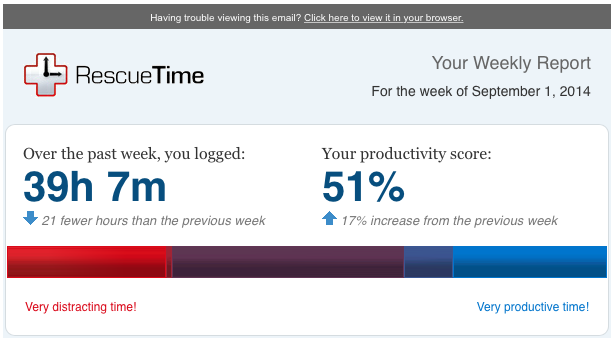 Having trouble viewing this email? Click here to view it in your browser.
RescueTime
Your Weekly Report
For the week of September 1, 2014
Over the past week, you logged:
39h 7m
21 fewer hours than the previous week
Your productivity score:
51%
17% increase from the previous week
Very distracting time!
Very productive time!